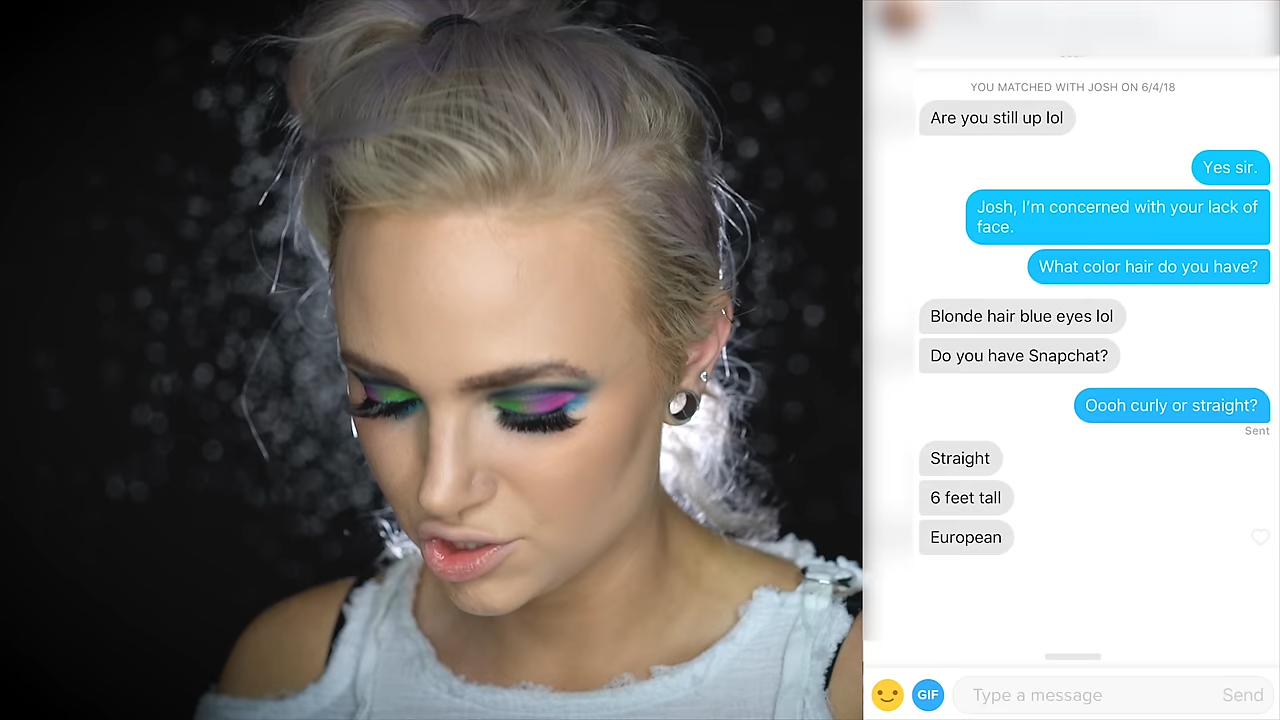 YOU MATCHED WITH JOSH ON 6/4/18
Are you still up lol
Yes sir.
Josh, I'm concerned with your lack of
face.
What color hair do you have?
Blonde hair blue eyes lol
Do you have Snapchat?
Oooh curly or straight?
Sent
Straight
6 feet tall
European
GIF
Type a message
Send